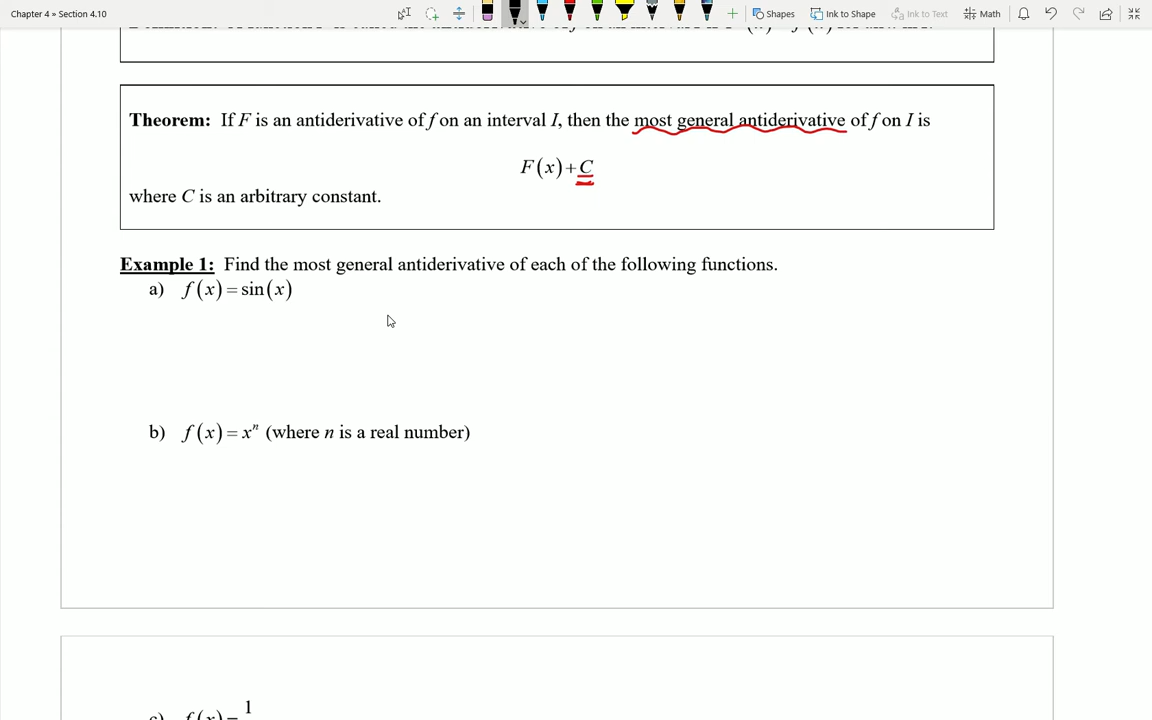 Chapter 4 » Section 4.10
Shapes Ink to Shape Ink to Text Math
Theorem: If F is an antiderivative of f on an interval I, then the most general antiderivative of f on I is
F(x)+C
where C is an arbitrary constant.
Example 1: Find the most general antiderivative of each of the following functions.
a) f(x)=sin(x)
b) f(x)=xⁿ (where n is a real number)
c) f(x)= 1